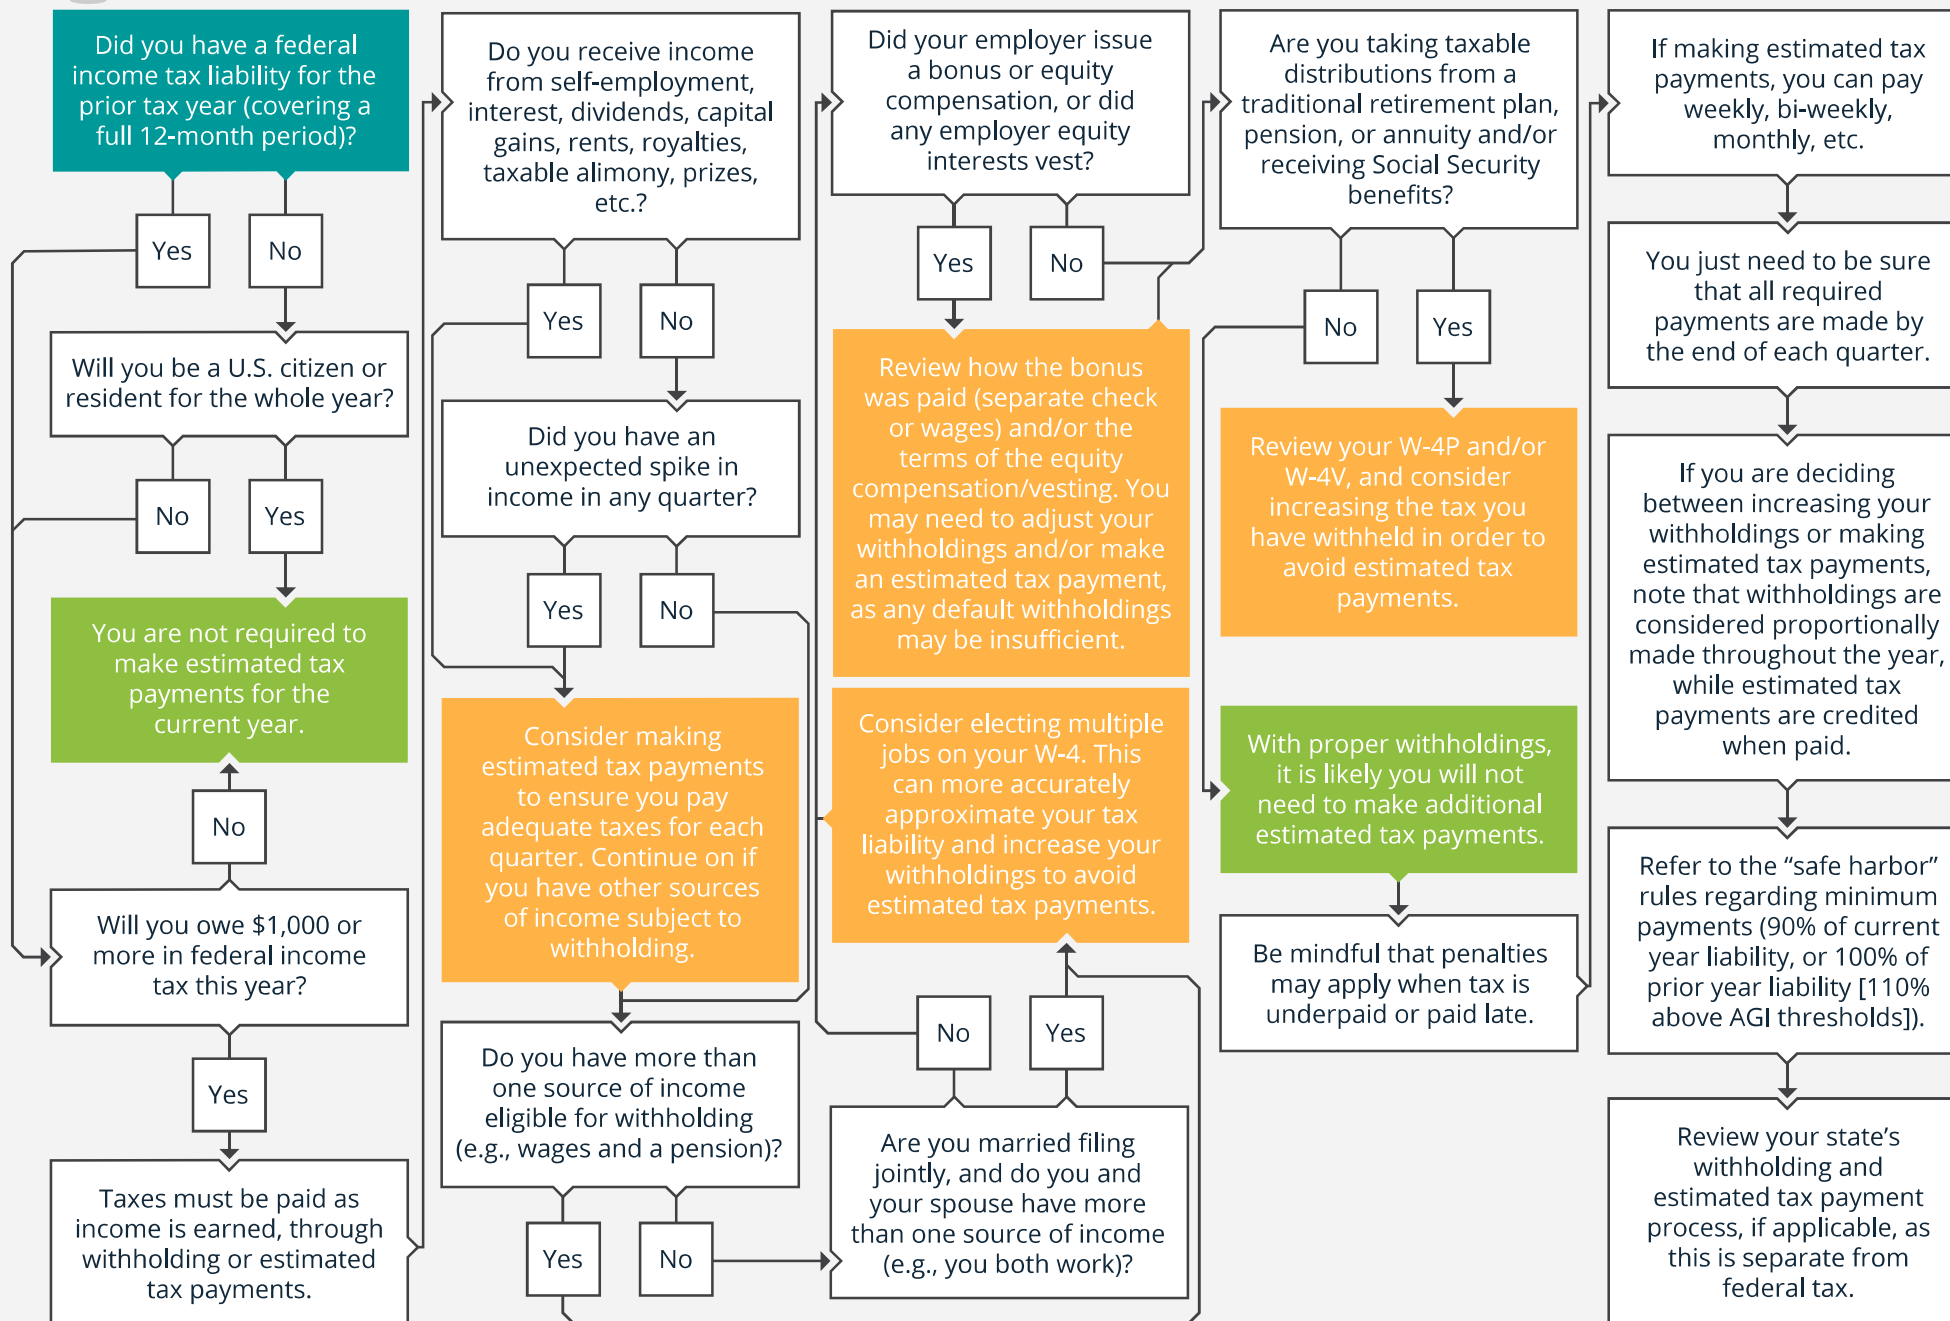 Did you have a federal
income tax liability for the
prior tax year (covering a
full 12-month period)?
Yes
No
Will you be a U.S. citizen or
resident for the whole year?
No
Yes
You are not required to
make estimated tax
payments for the
current year.
No
Will you owe $1,000 or
more in federal income
tax this year?
Yes
Taxes must be paid as
income is earned, through
withholding or estimated
tax payments.
Do you receive income
from self-employment,
interest, dividends, capital
gains, rents, royalties,
taxable alimony, prizes,
etc.?
Yes
No
Did you have an
unexpected spike in
income in any quarter?
Yes
No
Consider making
estimated tax payments
to ensure you pay
adequate taxes for each
quarter. Continue on if
you have other sources
of income subject to
withholding.
Do you have more than
one source of income
eligible for withholding
(e.g., wages and a pension)?
Yes
No
Did your employer issue
a bonus or equity
compensation, or did
any employer equity
interests vest?
Yes
No
Review how the bonus
was paid (separate check
or wages) and/or the
terms of the equity
compensation/vesting. You
may need to adjust your
withholdings and/or make
an estimated tax payment,
as any default withholdings
may be insufficient.
Consider electing multiple
jobs on your W-4. This
can more accurately
approximate your tax
liability and increase your
withholdings to avoid
estimated tax payments.
No
Yes
Are you married filing
jointly, and do you and
your spouse have more
than one source of income
(e.g., you both work)?
Are you taking taxable
distributions from a
traditional retirement plan,
pension, or annuity and/or
receiving Social Security
benefits?
No
Yes
Review your W-4P and/or
W-4V, and consider
increasing the tax you
have withheld in order to
avoid estimated tax
payments.
With proper withholdings,
it is likely you will not
need to make additional
estimated tax payments.
Be mindful that penalties
may apply when tax is
underpaid or paid late.
If making estimated tax
payments, you can pay
weekly, bi-weekly,
monthly, etc.
You just need to be sure
that all required
payments are made by
the end of each quarter.
If you are deciding
between increasing your
withholdings or making
estimated tax payments,
note that withholdings are
considered proportionally
made throughout the year,
while estimated tax
payments are credited
when paid.
Refer to the “safe harbor”
rules regarding minimum
payments (90% of current
year liability, or 100% of
prior year liability [110%
above AGI thresholds]).
Review your state’s
withholding and
estimated tax payment
process, if applicable, as
this is separate from
federal tax.